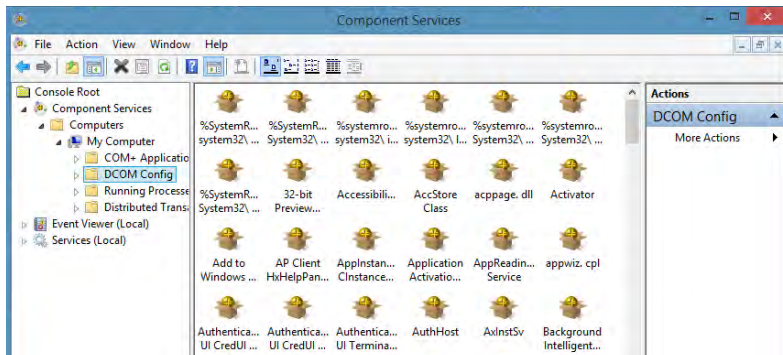 Component Services
File Action View Window Help
Console Root
Component Services
Computers
My Computer
COM+ Applicatio
DCOM Config
Running Processe
Distributed Trans
Event Viewer (Local)
Services (Local)
%SystemR... %SystemR... %systemro... %systemro... %systemro... %systemro...
system32\ ... System32\ ... system32\ i... system32\ l... System32\ ... System32\ ...
%SystemR... 32-bit Accessibili... AccStore acppage. dll Activator
System32\ ... Preview... Class
Add to AP Client AppInstan... Application AppReadin... appwiz. cpl
Windows ... HxHelpPan... CInstance... Activatio... Service
Authentica... Authentica... Authentica... AuthHost AxInstSv Background
UI CredUI ... UI CredUI ... UI Termina... Intelligent...
Actions
DCOM Config
More Actions